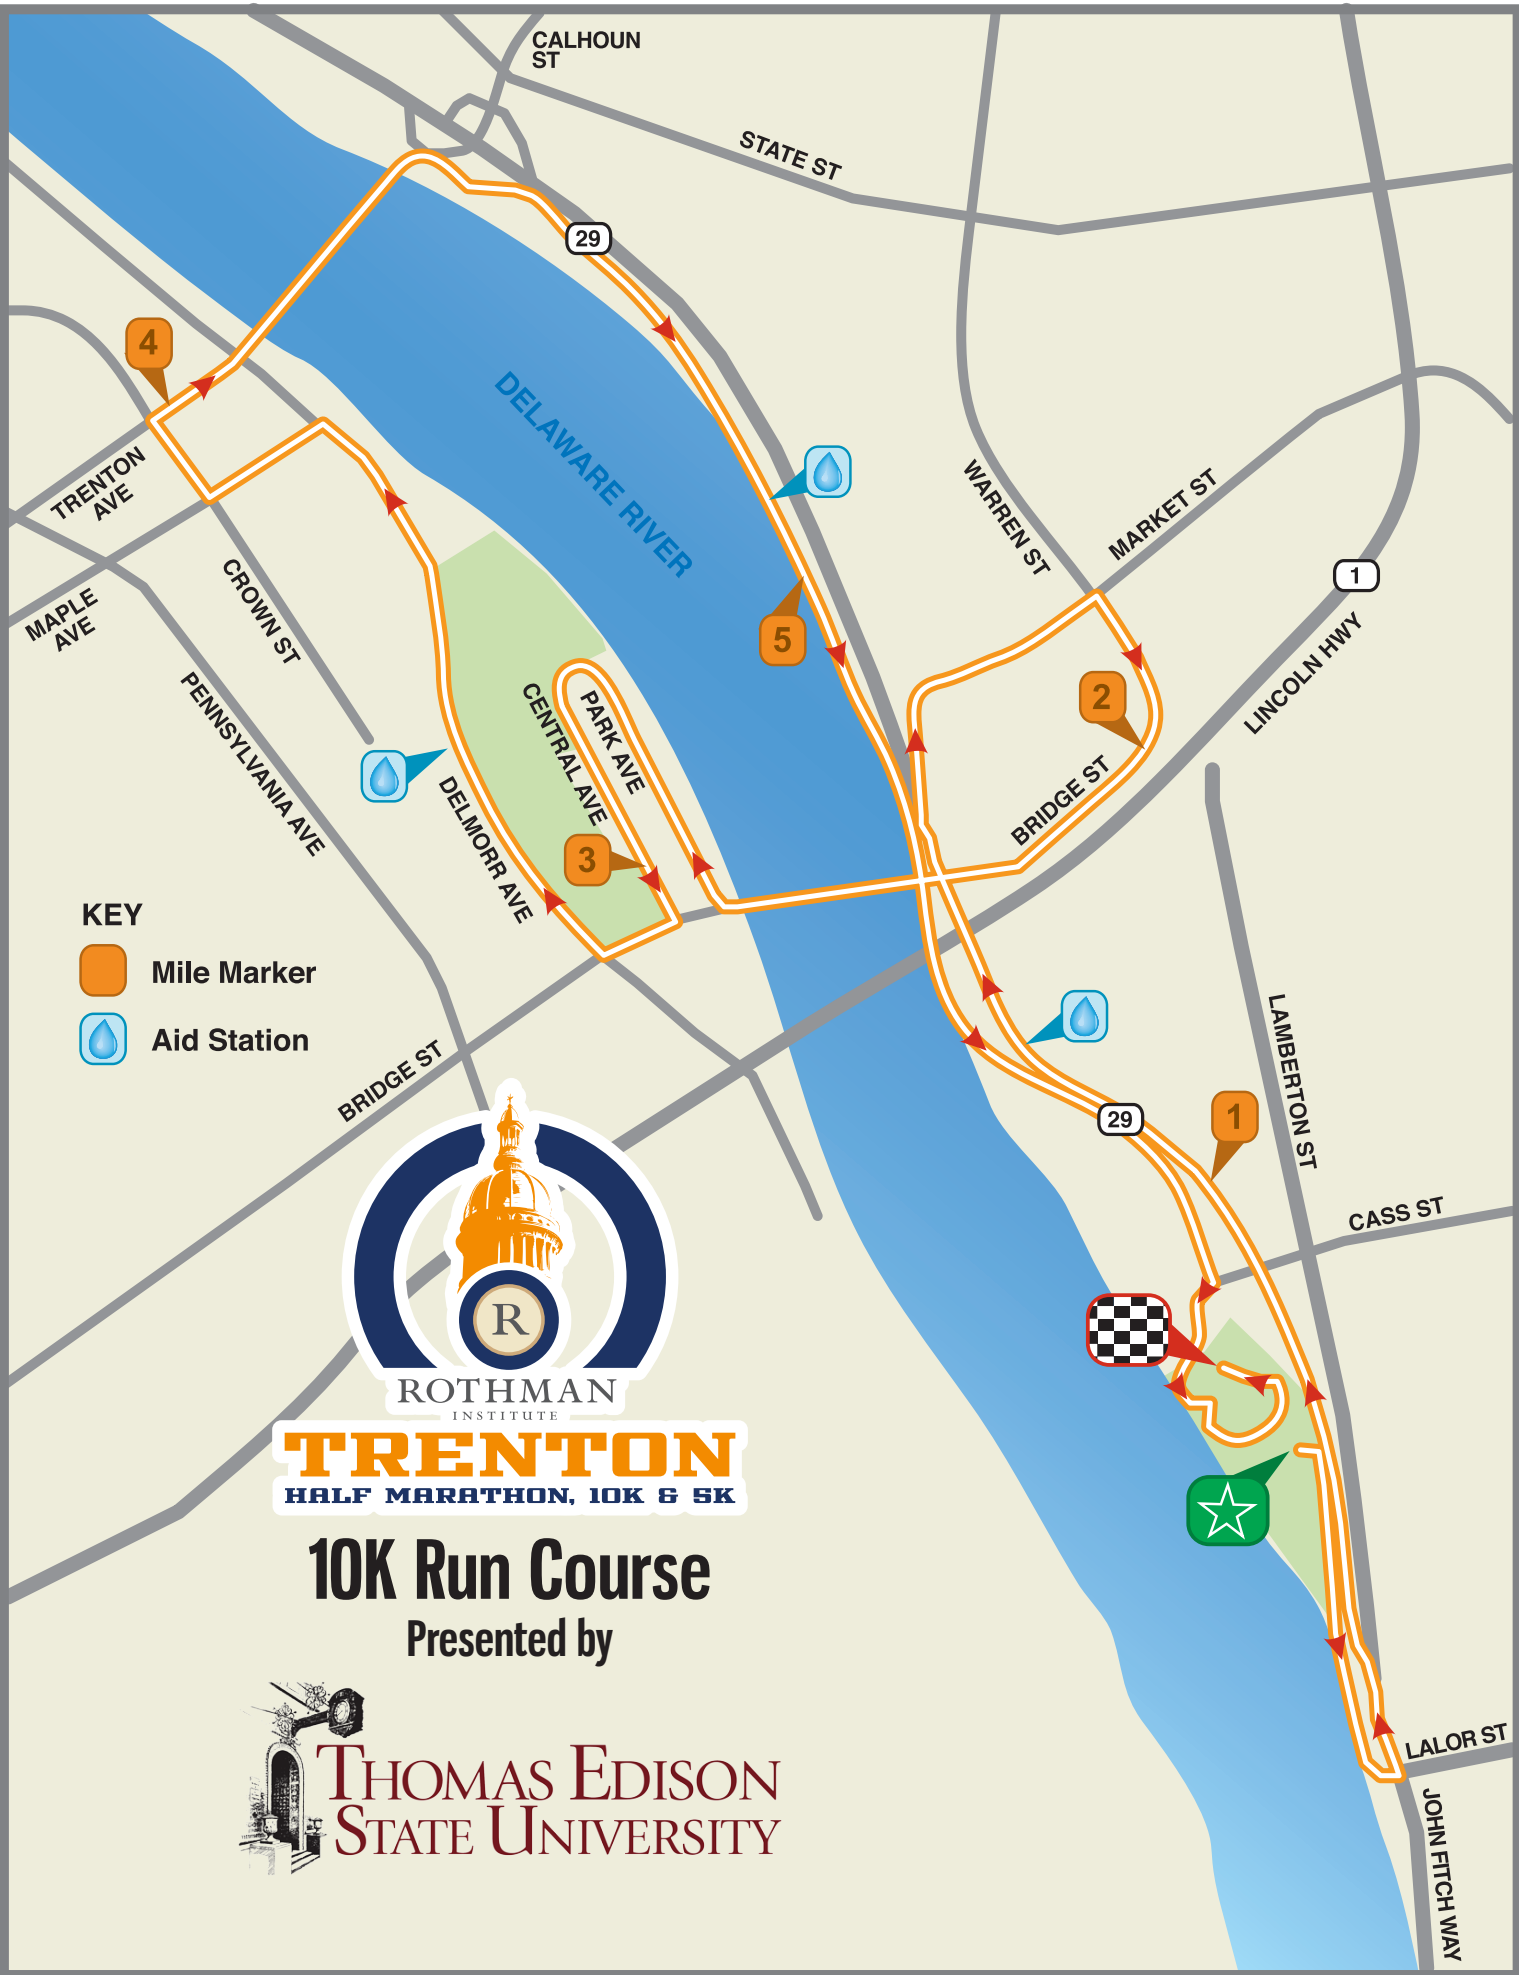 CALHOUN
ST
STATE ST
29
4
DELAWARE RIVER
TRENTON
AVE
WARREN ST
MARKET ST
1
MAPLE
AVE
CROWN ST
5
LINCOLN HWY
2
PENNSYLVANIA AVE
CENTRAL AVE
PARK AVE
BRIDGE ST
DELMORR AVE
3
KEY
Mile Marker
Aid Station
LAMBERTON ST
BRIDGE ST
29
1
CASS ST
R
ROTHMAN
INSTITUTE
TRENTON
HALF MARATHON, 10K & 5K
10K Run Course
Presented by
THOMAS EDISON
STATE UNIVERSITY
LALOR ST
JOHN FITCH WAY